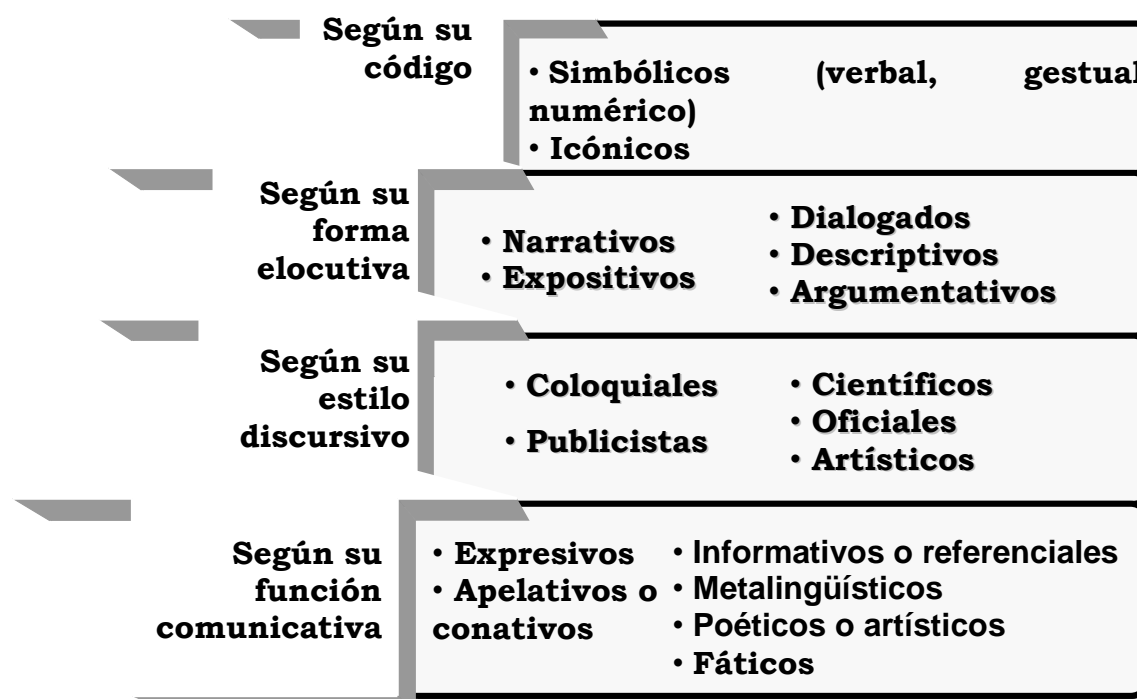 Según su
código
• Simbólicos (verbal, gestual
numérico)
• Icónicos
Según su
forma
elocutiva
• Narrativos
• Expositivos
• Dialogados
• Descriptivos
• Argumentativos
Según su
estilo
discursivo
• Coloquiales
• Publicistas
• Científicos
• Oficiales
• Artísticos
Según su
función
comunicativa
• Expresivos
• Apelativos o
conativos
• Informativos o referenciales
• Metalingüísticos
• Poéticos o artísticos
• Fáticos